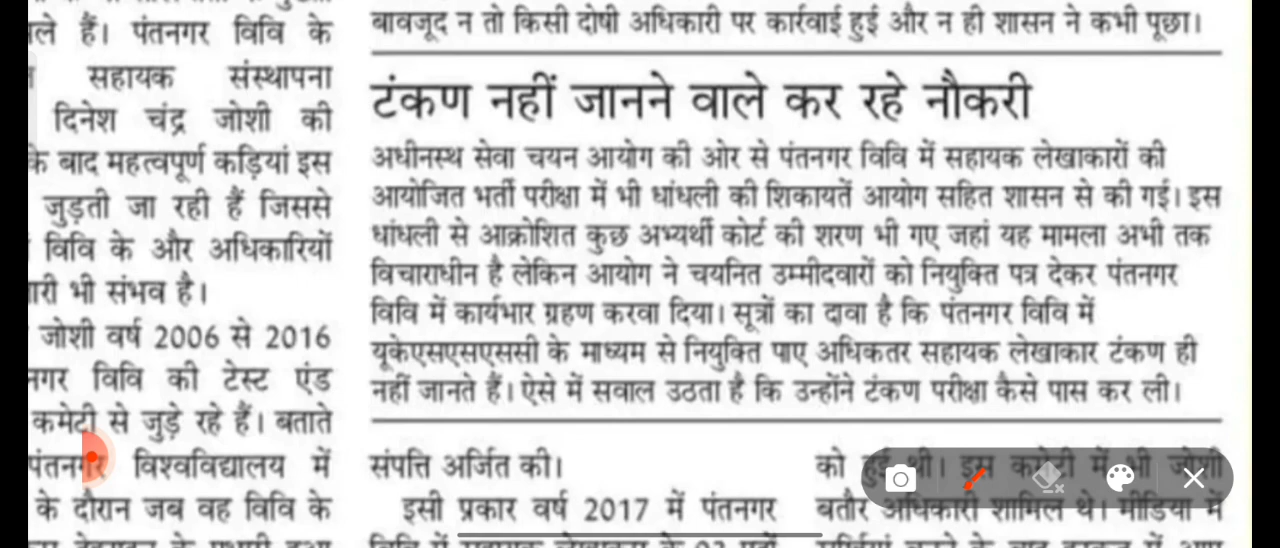 ले हैं। पंतनगर विवि के
सहायक संस्थापना
दिनेश चंद्र जोशी की
के बाद महत्वपूर्ण कड़ियां इस
जुड़ती जा रही हैं जिससे
विवि के और अधिकारियों
भी संभव है।
जोशी वर्ष 2006 से 2016
विवि की टेस्ट एंड
कमेटी से जुड़े रहे हैं। बताते
पंतनगर विश्वविद्यालय में
के दौरान जब वह विवि के
बावजूद न तो किसी दोषी अधिकारी पर कार्रवाई हुई और न ही शासन ने कभी पूछा।
टंकण नहीं जानने वाले कर रहे नौकरी
अधीनस्थ सेवा चयन आयोग की ओर से पंतनगर विवि में सहायक लेखाकारों की
आयोजित भर्ती परीक्षा में भी धांधली की शिकायतें आयोग सहित शासन से की गई। इस
धांधली से आक्रोशित कुछ अभ्यर्थी कोर्ट की शरण भी गए जहां यह मामला अभी तक
विचाराधीन है लेकिन आयोग ने चयनित उम्मीदवारों को नियुक्ति पत्र देकर पंतनगर
विवि में कार्यभार ग्रहण करवा दिया। सूत्रों का दावा है कि पंतनगर विवि में
यूकेएसएसएससी के माध्यम से नियुक्ति पाए अधिकतर सहायक लेखाकार टंकण ही
नहीं जानते हैं। ऐसे में सवाल उठता है कि उन्होंने टंकण परीक्षा कैसे पास कर ली।
संपत्ति अर्जित की।
इसी प्रकार वर्ष 2017 में पंतनगर
को हुई थी। इस कमेटी में भी जोशी
बतौर अधिकारी शामिल थे। मीडिया में